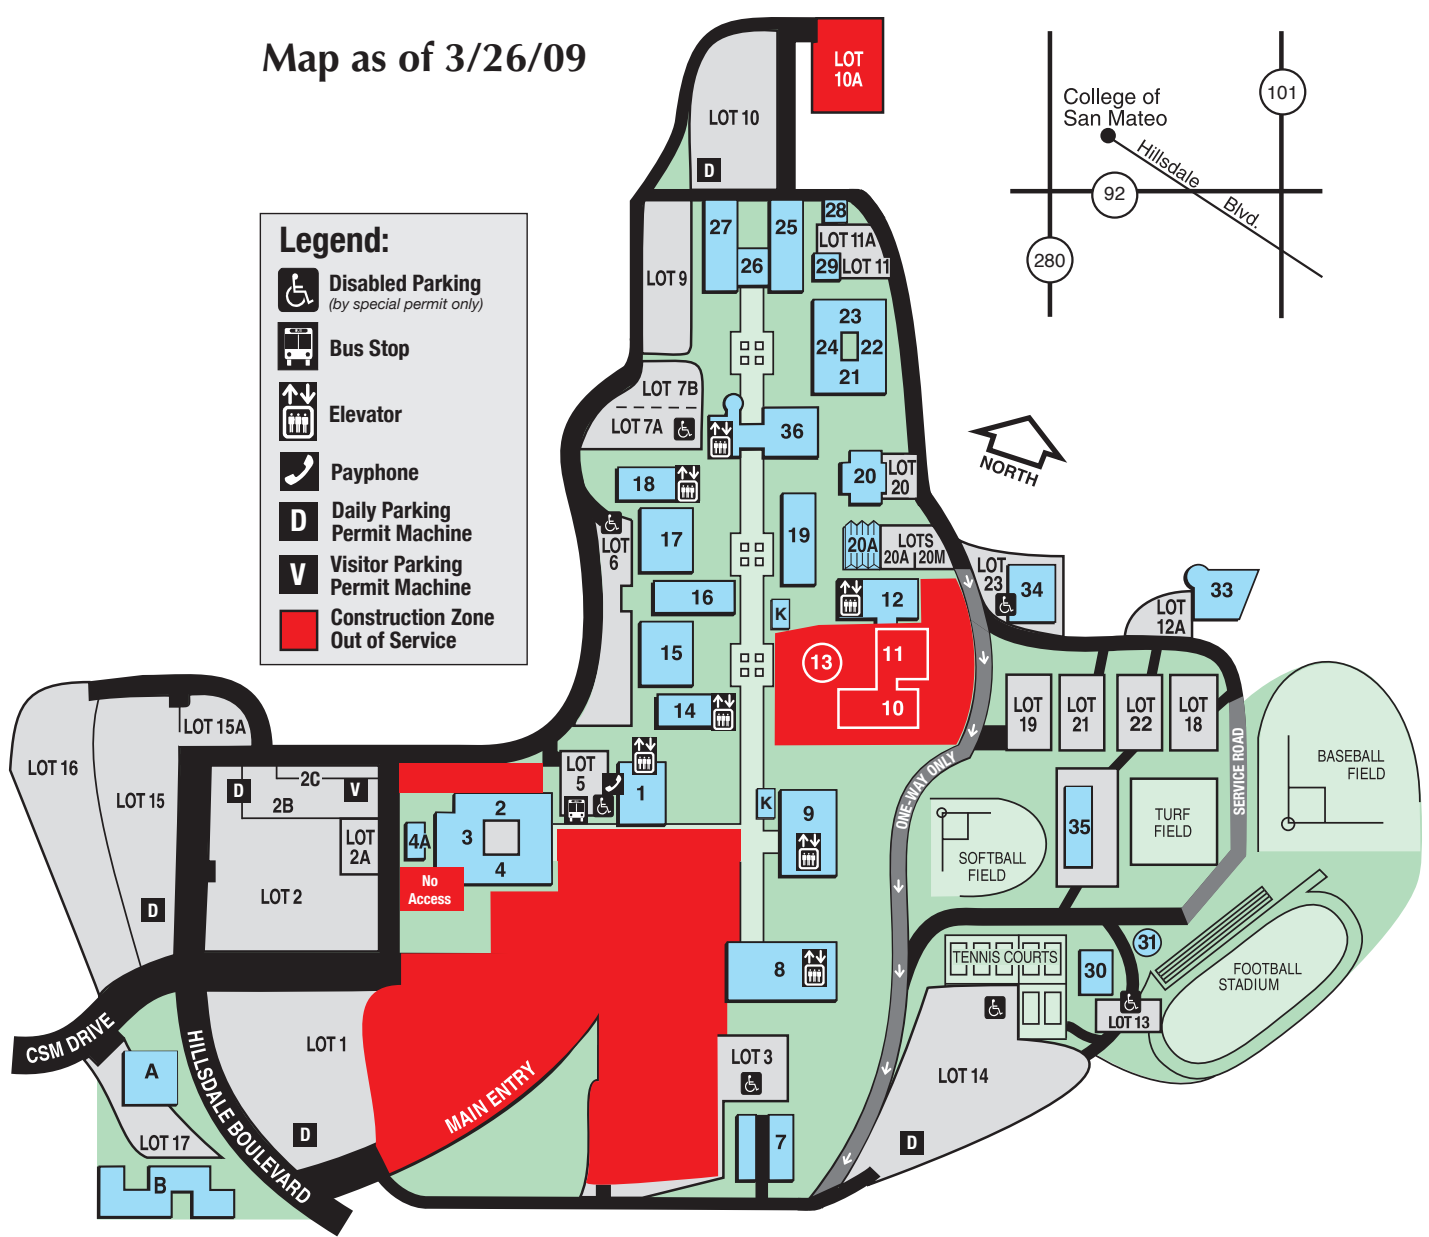 Map as of 3/26/09
LOT
10A
LOT 10
D
College of
San Mateo
101
Hillsdale
Blvd.
92
280
Legend:
Disabled Parking
(by special permit only)
BUS
Bus Stop
Elevator
Payphone
D
Daily Parking
Permit Machine
V
Visitor Parking
Permit Machine
Construction Zone
Out of Service
27
25
26
28
LOT 11A
29
LOT 11
LOT 9
23
24
22
21
LOT 7B
LOT 7A
36
NORTH
18
20
LOT
20
LOT
6
17
19
20A
LOTS
20A
20M
LOT
23
34
33
LOT
12A
16
K
12
15
13
11
10
14
LOT
19
LOT
21
LOT
22
LOT
18
SERVICE ROAD
BASEBALL
FIELD
LOT 16
LOT 15A
LOT 15
D
D
2C
2B
V
LOT
2A
LOT 2
LOT
5
1
2
3
4A
4
No
Access
K
9
ONE-WAY ONLY
SOFTBALL
FIELD
35
TURF
FIELD
8
TENNIS COURTS
30
31
FOOTBALL
STADIUM
LOT 13
LOT 14
D
CSM DRIVE
A
LOT 17
B
HILLSDALE BOULEVARD
LOT 1
D
MAIN ENTRY
LOT 3
7